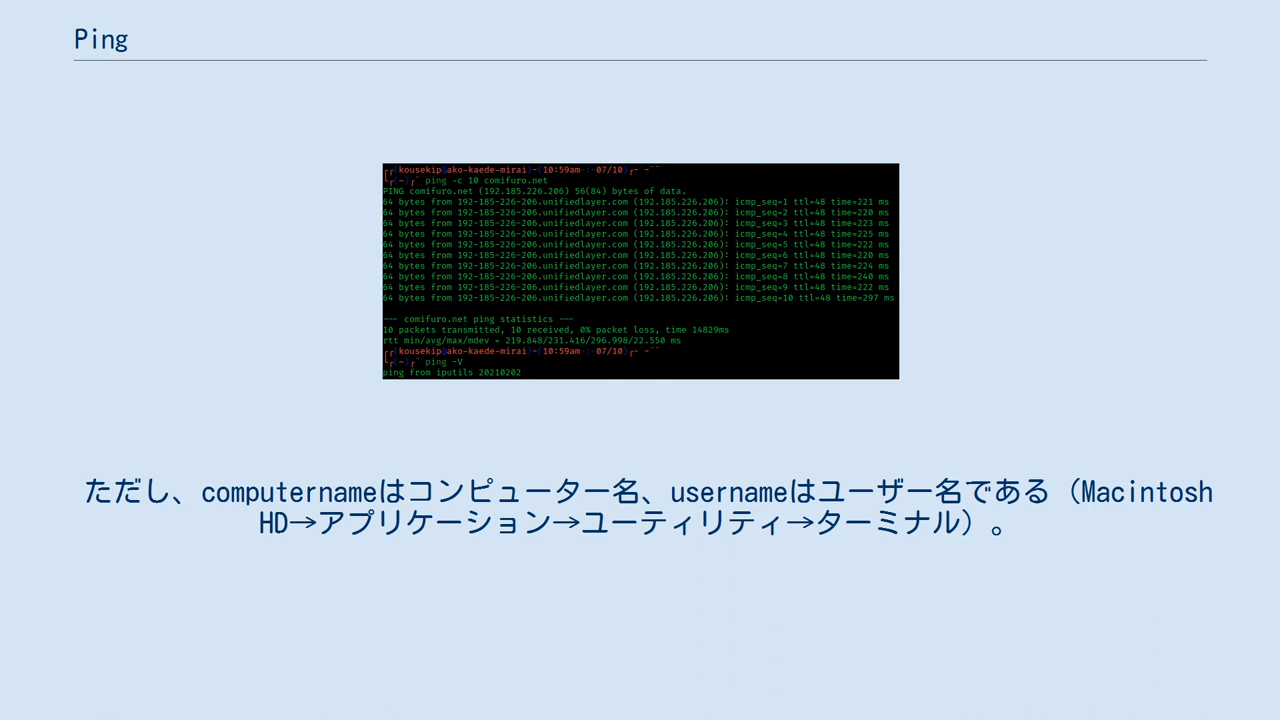 Ping
┌┌(kousekip@ako-kaede-mirai)-(10:59am-:-07/10)┌- -¯¯
└┌(~)┌¯ ping -c 10 comifuro.net
PING comifuro.net (192.185.226.206) 56(84) bytes of data.
64 bytes from 192-185-226-206.unifiedlayer.com (192.185.226.206): icmp_seq=1 ttl=48 time=221 ms
64 bytes from 192-185-226-206.unifiedlayer.com (192.185.226.206): icmp_seq=2 ttl=48 time=220 ms
64 bytes from 192-185-226-206.unifiedlayer.com (192.185.226.206): icmp_seq=3 ttl=48 time=223 ms
64 bytes from 192-185-226-206.unifiedlayer.com (192.185.226.206): icmp_seq=4 ttl=48 time=225 ms
64 bytes from 192-185-226-206.unifiedlayer.com (192.185.226.206): icmp_seq=5 ttl=48 time=222 ms
64 bytes from 192-185-226-206.unifiedlayer.com (192.185.226.206): icmp_seq=6 ttl=48 time=220 ms
64 bytes from 192-185-226-206.unifiedlayer.com (192.185.226.206): icmp_seq=7 ttl=48 time=224 ms
64 bytes from 192-185-226-206.unifiedlayer.com (192.185.226.206): icmp_seq=8 ttl=48 time=240 ms
64 bytes from 192-185-226-206.unifiedlayer.com (192.185.226.206): icmp_seq=9 ttl=48 time=222 ms
64 bytes from 192-185-226-206.unifiedlayer.com (192.185.226.206): icmp_seq=10 ttl=48 time=297 ms
--- comifuro.net ping statistics ---
10 packets transmitted, 10 received, 0% packet loss, time 14829ms
rtt min/avg/max/mdev = 219.848/231.416/296.998/22.550 ms
┌┌(kousekip@ako-kaede-mirai)-(10:59am-:-07/10)┌- -¯¯
└┌(~)┌¯ ping -V
ping from iputils 20210202
ただし、computernameはコンピューター名、usernameはユーザー名である（Macintosh
HD→アプリケーション→ユーティリティ→ターミナル）。